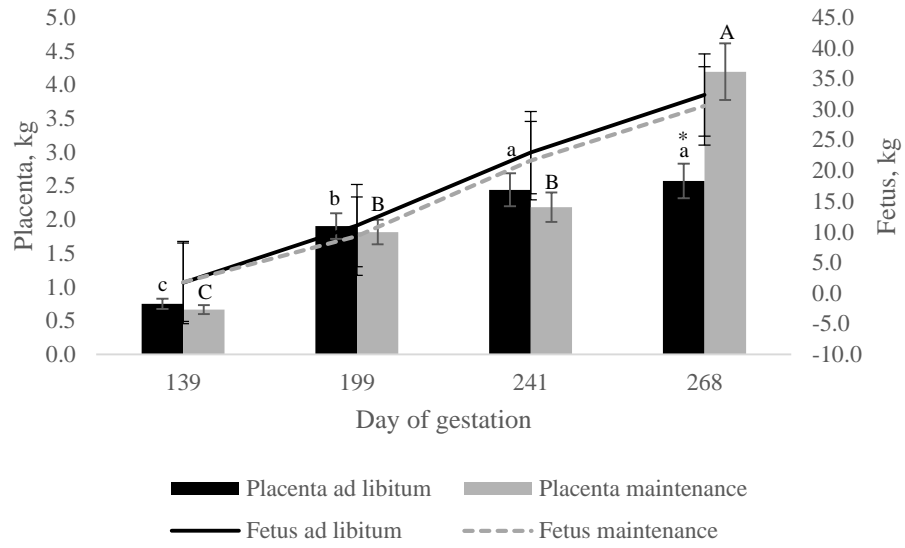 5.0
4.5
4.0
3.5
3.0
2.5
2.0
1.5
1.0
0.5
0.0
Placenta, kg
c
C
b
B
a
B
*
a
A
45.0
40.0
35.0
30.0
25.0
20.0
15.0
10.0
5.0
0.0
-5.0
-10.0
Fetus, kg
139 199 241 268
Day of gestation
Placenta ad libitum Placenta maintenance
Fetus ad libitum Fetus maintenance